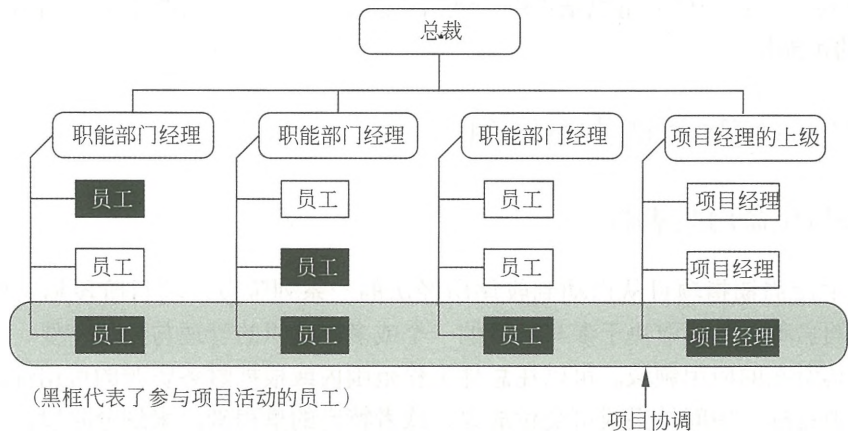 总裁
职能部门经理 职能部门经理 职能部门经理 项目经理的上级
员工 员工 员工 项目经理
员工 员工 员工 项目经理
员工 员工 员工 项目经理
(黑框代表了参与项目活动的员工)
项目协调